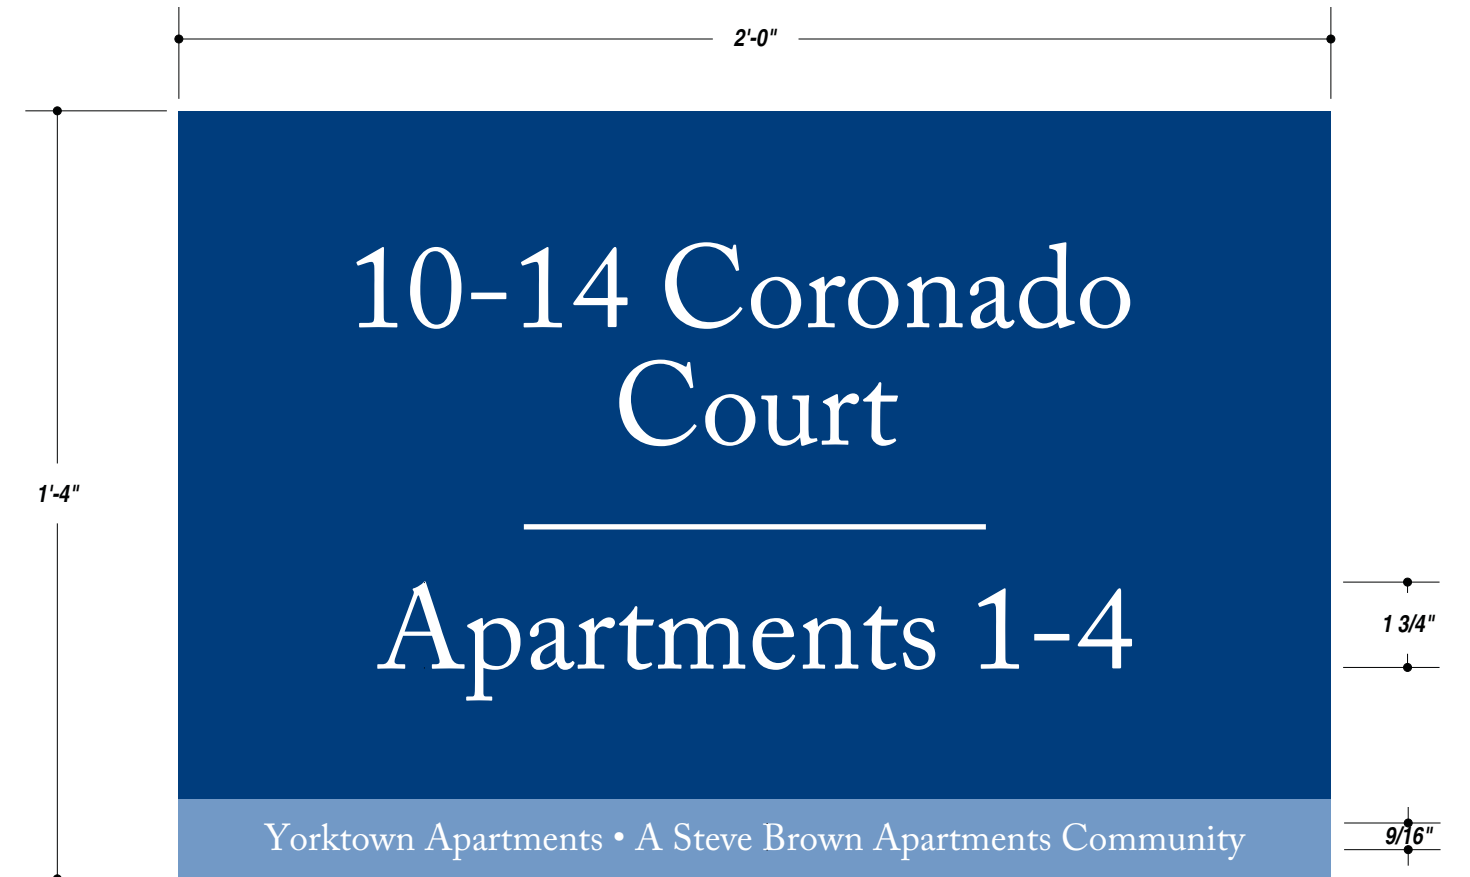 2'-0"
10-14 Coronado
Court
1'-4"
Apartments 1-4
1 3/4"
Yorktown Apartments • A Steve Brown Apartments Community
9/16"